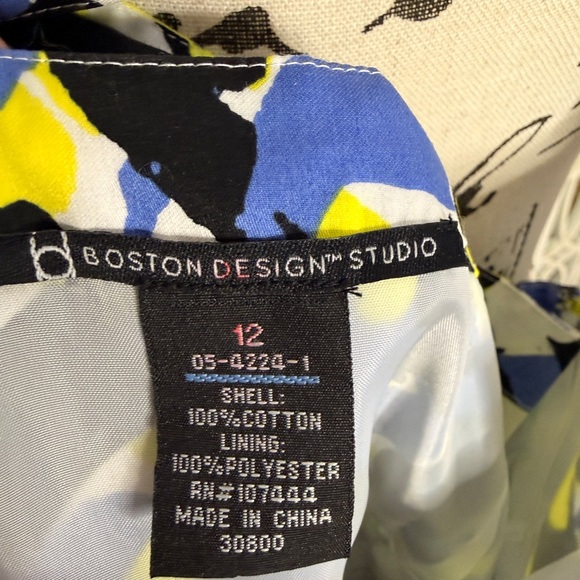 BOSTON DESIGN™ STUDIO
12
05-4224-1
SHELL:
100%COTTON
LINING:
100%POLYESTER
RN#107444
MADE IN CHINA
30800